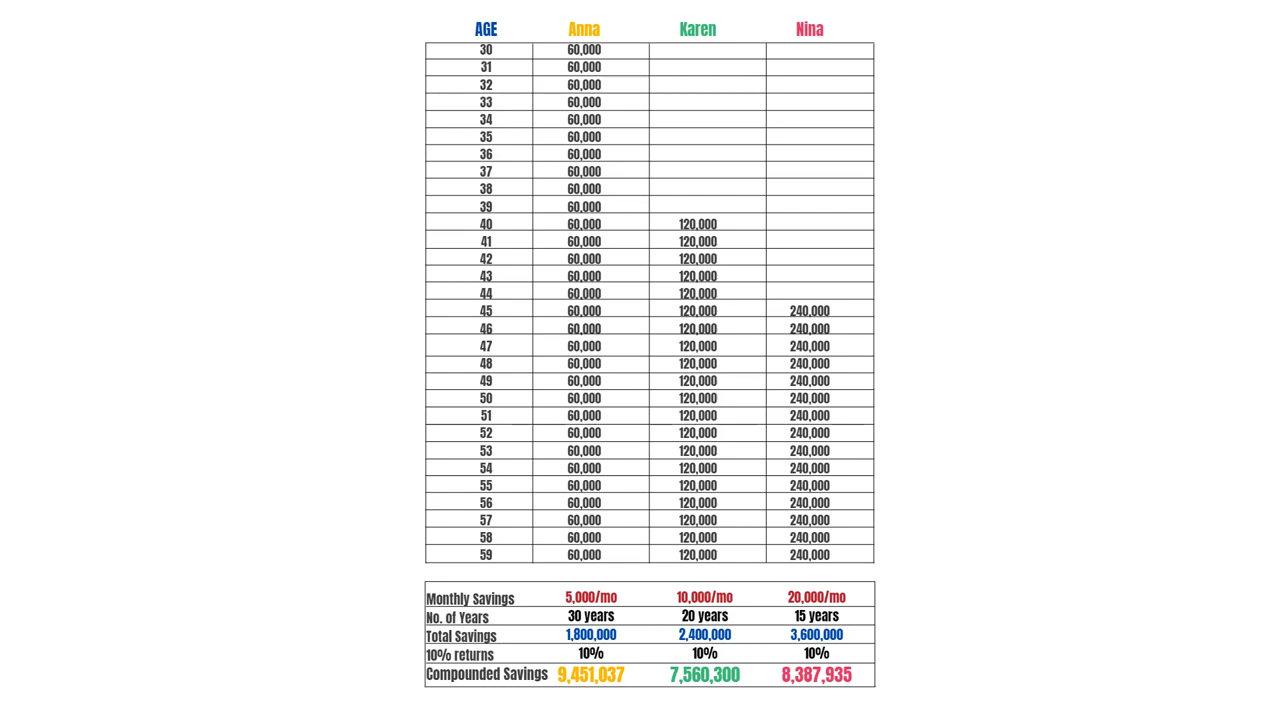 AGE Anna Karen Nina
30 60,000
31 60,000
32 60,000
33 60,000
34 60,000
35 60,000
36 60,000
37 60,000
38 60,000
39 60,000
40 60,000 120,000
41 60,000 120,000
42 60,000 120,000
43 60,000 120,000
44 60,000 120,000
45 60,000 120,000 240,000
46 60,000 120,000 240,000
47 60,000 120,000 240,000
48 60,000 120,000 240,000
49 60,000 120,000 240,000
50 60,000 120,000 240,000
51 60,000 120,000 240,000
52 60,000 120,000 240,000
53 60,000 120,000 240,000
54 60,000 120,000 240,000
55 60,000 120,000 240,000
56 60,000 120,000 240,000
57 60,000 120,000 240,000
58 60,000 120,000 240,000
59 60,000 120,000 240,000
Monthly Savings 5,000/mo 10,000/mo 20,000/mo
No. of Years 30 years 20 years 15 years
Total Savings 1,800,000 2,400,000 3,600,000
10% returns 10% 10% 10%
Compounded Savings 9,451,037 7,560,300 8,387,935